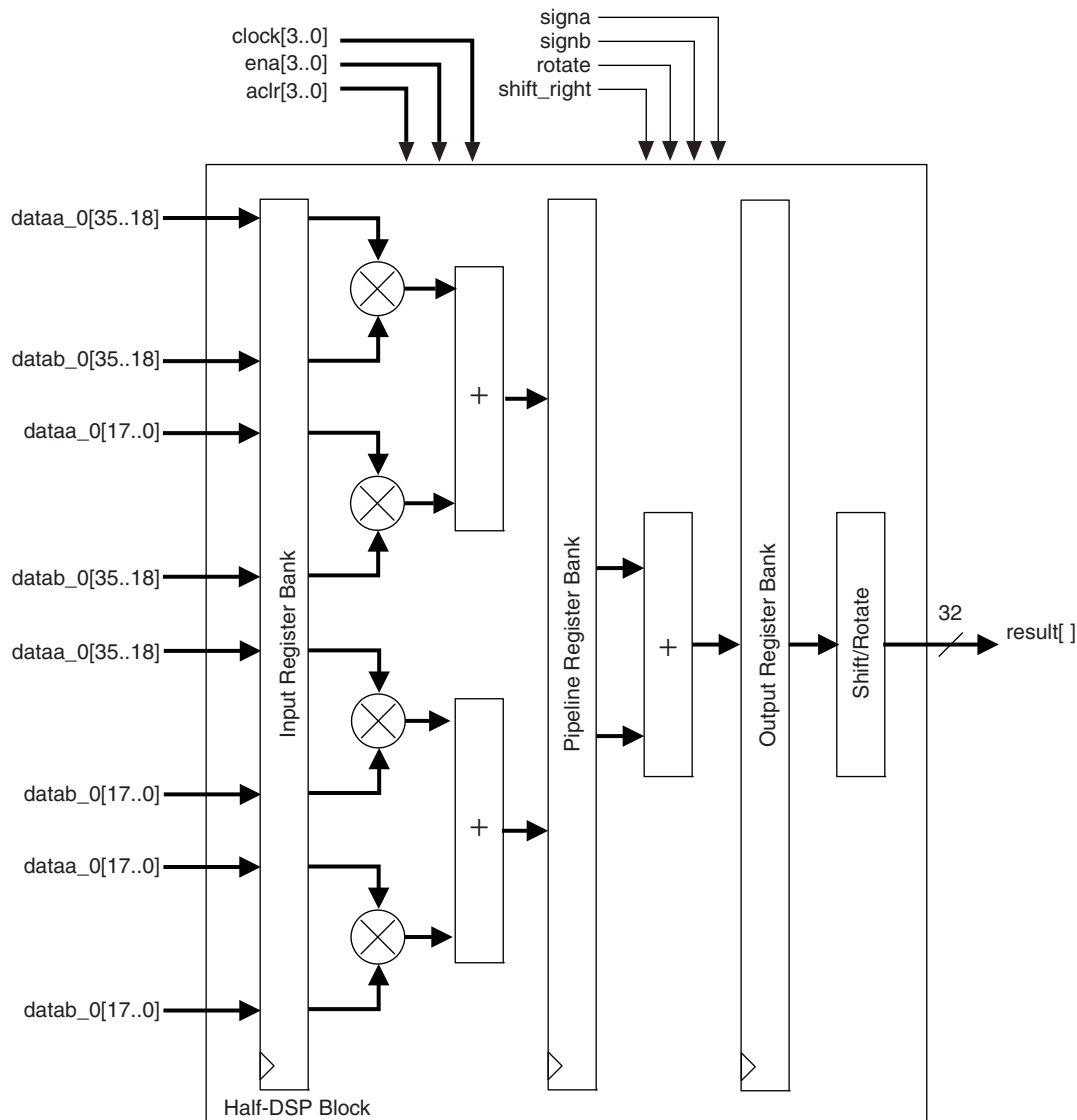 clock[3..0]
ena[3..0]
aclr[3..0]
signa
signb
rotate
shift_right
dataa_0[35..18]
datab_0[35..18]
dataa_0[17..0]
datab_0[35..18]
dataa_0[35..18]
datab_0[17..0]
dataa_0[17..0]
datab_0[17..0]
Input Register Bank
+
+
Pipeline Register Bank
+
Output Register Bank
Shift/Rotate
32
result[ ]
Half-DSP Block